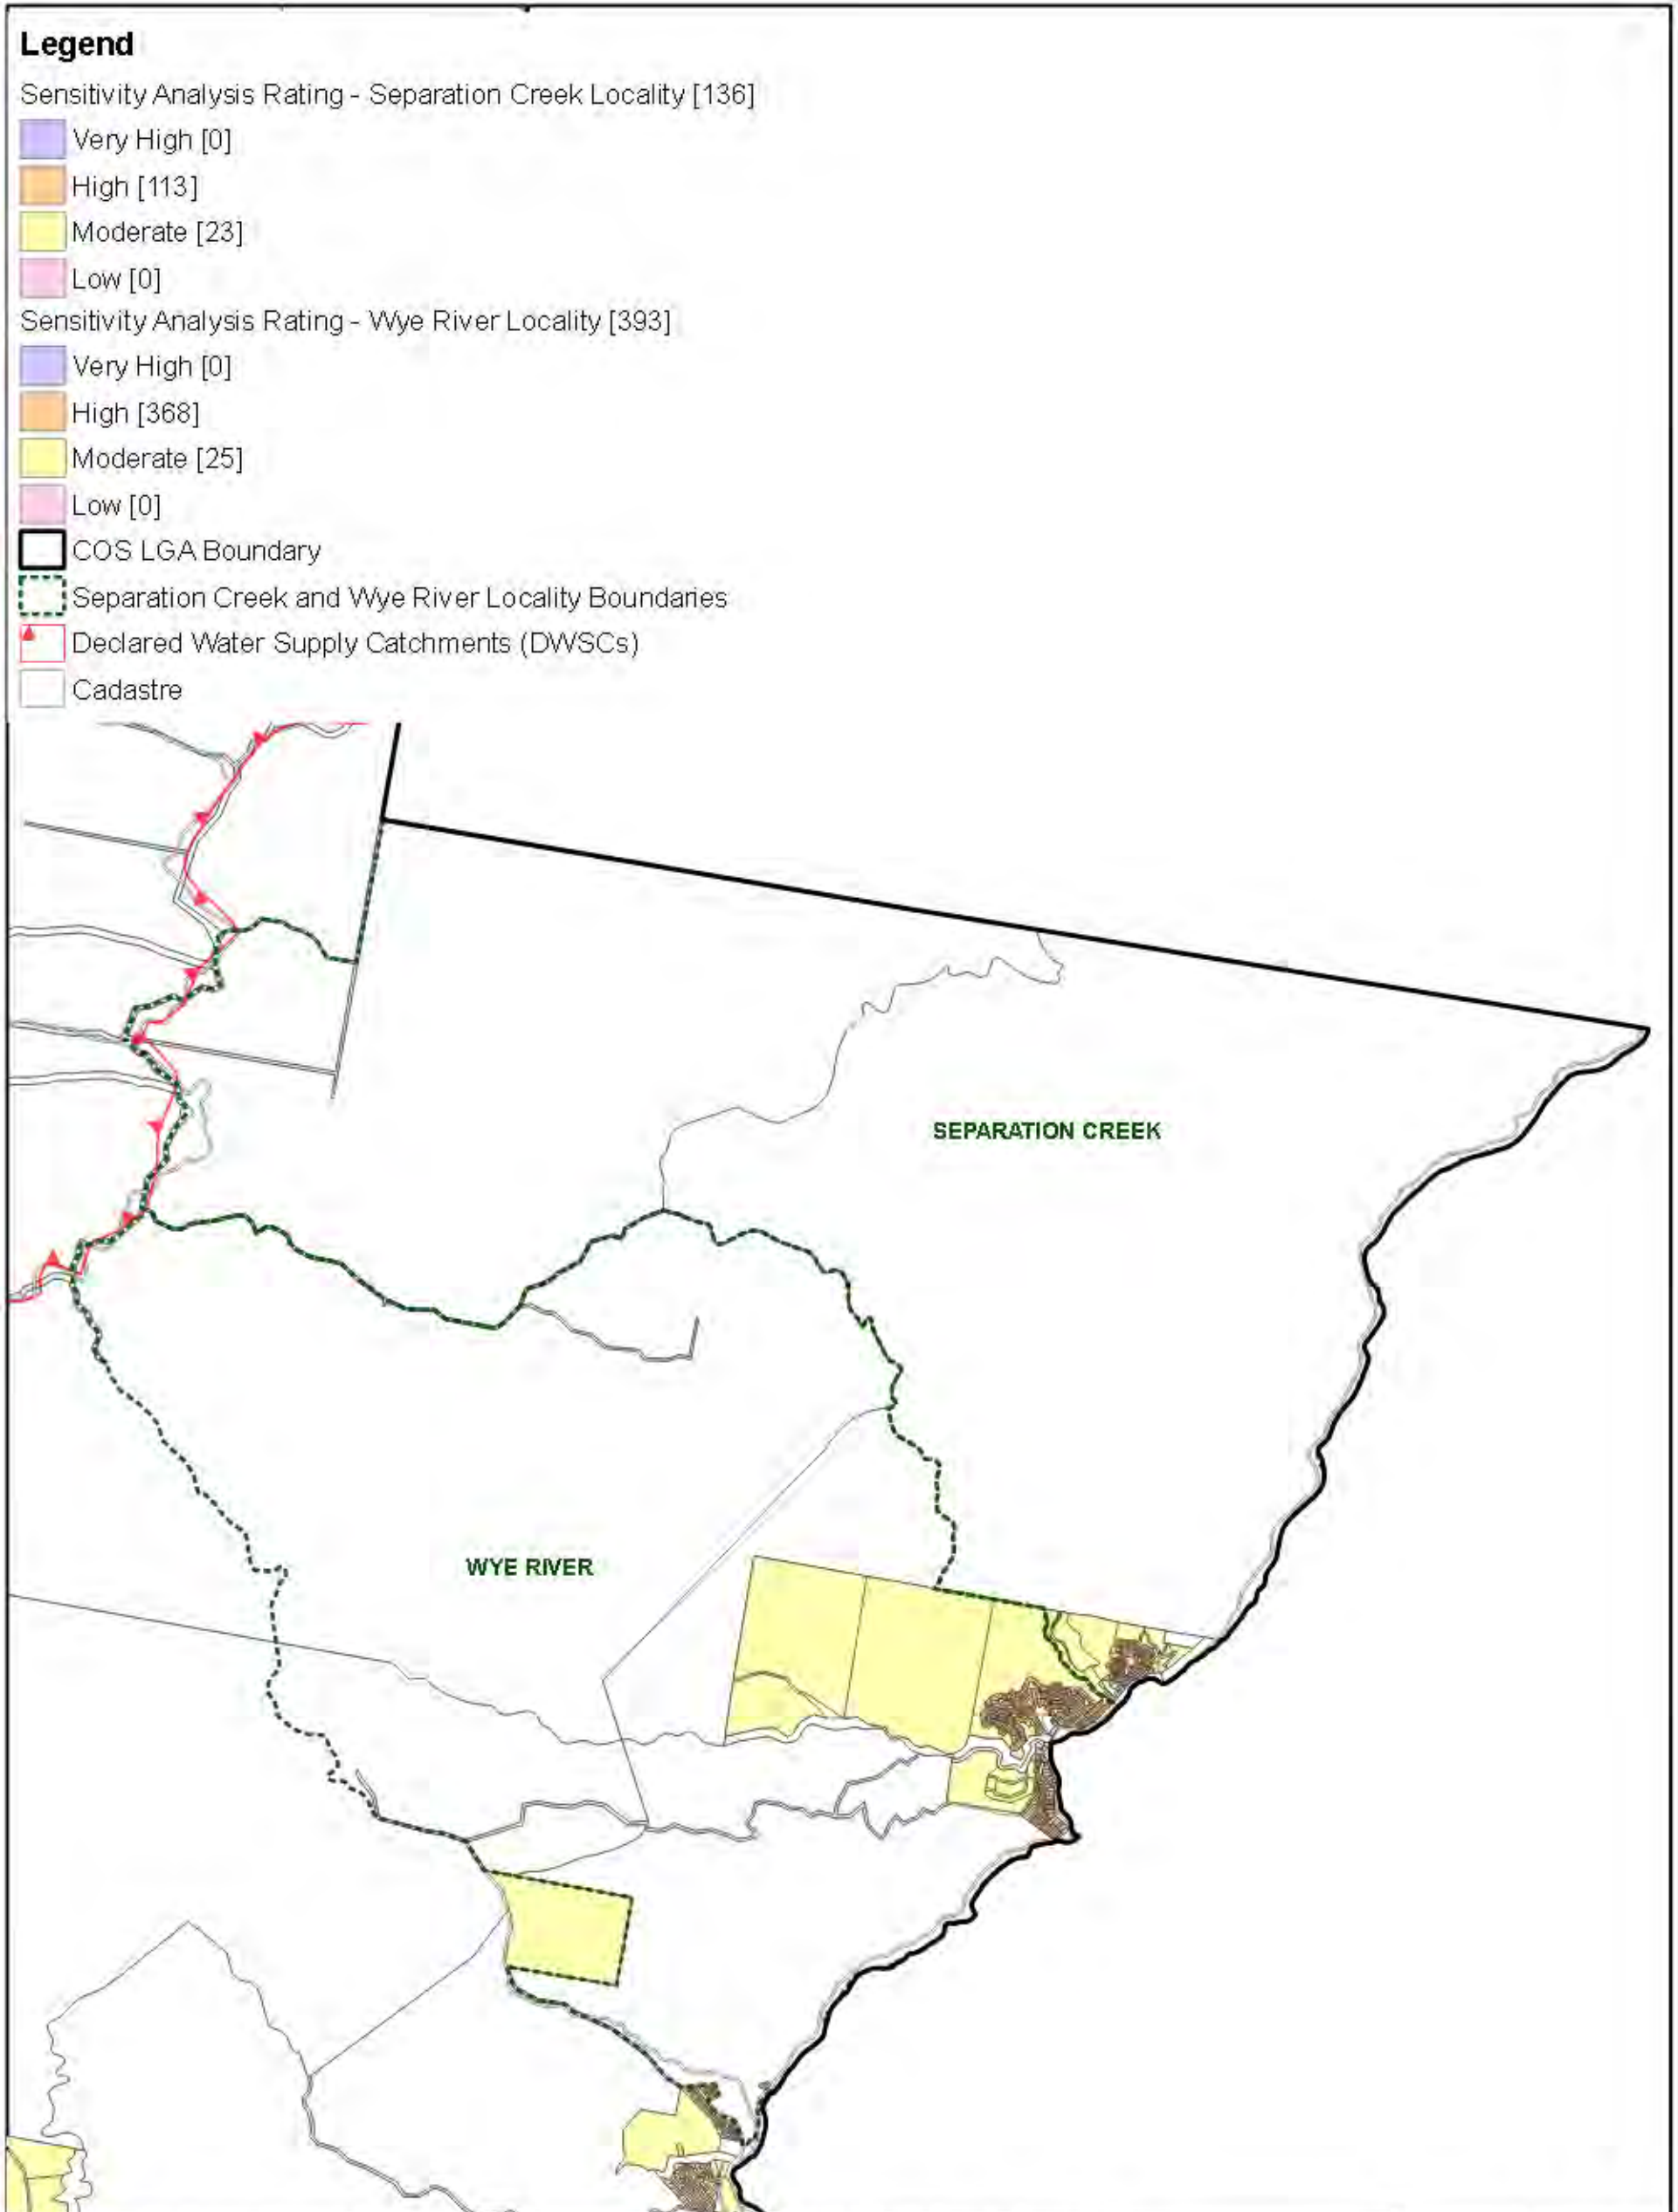 Legend
Sensitivity Analysis Rating - Separation Creek Locality [136]
Very High [0]
High [113]
Moderate [23]
Low [0]
Sensitivity Analysis Rating - Wye River Locality [393]
Very High [0]
High [368]
Moderate [25]
Low [0]
COS LGA Boundary
Separation Creek and Wye River Locality Boundaries
Declared Water Supply Catchments (DWSCs)
Cadastre
SEPARATION CREEK
WYE RIVER